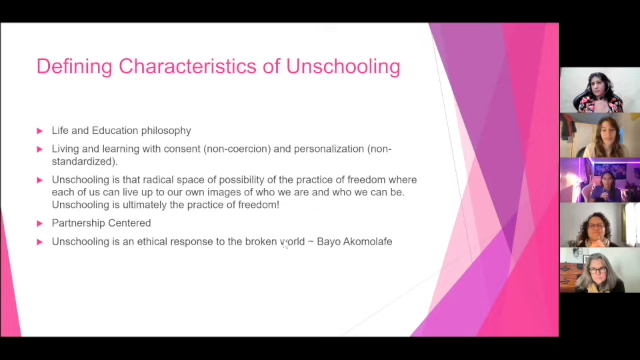 Defining Characteristics of Unschooling
Life and Education philosophy
Living and learning with consent (non-coercion) and personalization (non-
standardized).
Unschooling is that radical space of possibility of the practice of freedom where
each of us can live up to our own images of who we are and who we can be.
Unschooling is ultimately the practice of freedom!
Partnership Centered
Unschooling is an ethical response to the broken world ~ Bayo Akomolafe